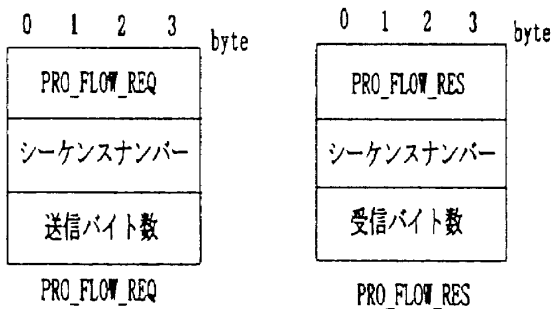 0 1 2 3 byte
PRO_FLOW_REQ
シーケンスナンバー
送信バイト数
PRO_FLOW_REQ
0 1 2 3 byte
PRO_FLOW_RES
シーケンスナンバー
受信バイト数
PRO_FLOW_RES